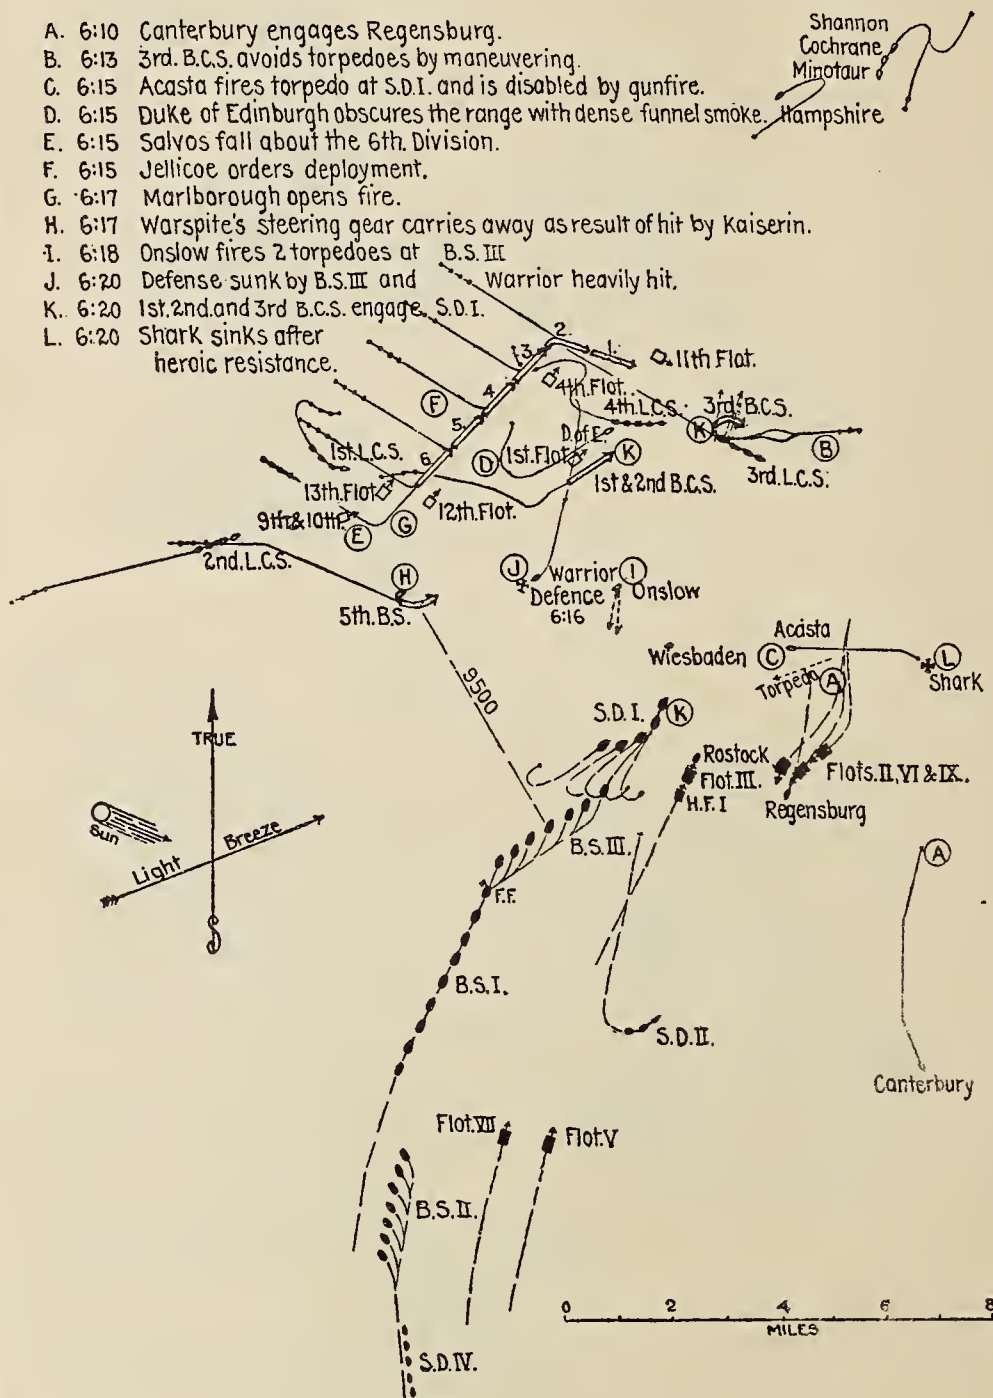 A. 6:10 Canterbury engages Regensburg.
B. 6:13 3rd. B.C.S. avoids torpedoes by maneuvering.
C. 6:15 Acasta fires torpedo at S.D.I. and is disabled by gunfire.
D. 6:15 Duke of Edinburgh obscures the range with dense funnel smoke.
E. 6:15 Salvos fall about the 6th. Division.
F. 6:15 Jellicoe orders deployment.
G. 6:17 Marlborough opens fire.
H. 6:17 Warspite's steering gear carries away as result of hit by Kaiserin.
I. 6:18 Onslow fires 2 torpedoes at B.S. III
J. 6:20 Defense sunk by B.S. III and Warrior heavily hit.
K. 6:20 1st. 2nd. and 3rd B.C.S. engage S.D.I.
L. 6:20 Shark sinks after
heroic resistance.
Shannon
Cochrane
Minotaur
Hampshire
2.
1.
3.
11th Flot.
4.
4th. Flot.
F
5.
4th. L.C.S.
3rd. B.C.S.
K
B
D. of E.
1st. L.C.S.
6.
D
1st. Flot.
K
3rd. L.C.S.
13th. Flot
1st & 2nd B.C.S.
12th. Flot.
9th & 10th.
E
G
2nd. L.C.S.
H
J
Warrior
I
Defence
Onslow
5th. B.S.
6:16
Acasta
Wiesbaden
C
L
Torpedo
A
Shark
9500
S.D. I.
K
TRUE
Rostock
Flot. III.
Flots. II, VI & IX.
H.F. I
Regensburg
Sun
Breeze
Light
B.S. III.
A
F.F.
B.S. I.
S.D. II.
Canterbury
Flot. VII
Flot. V
B.S. II.
0 2 4 6 8
MILES
S.D. IV.